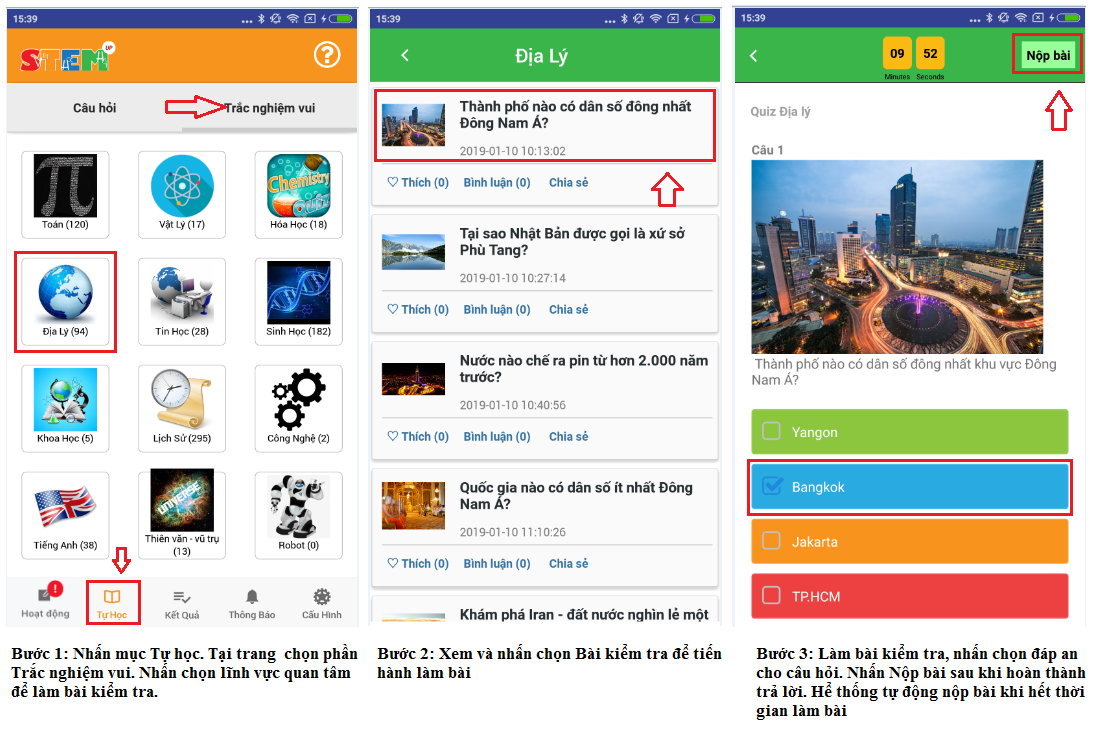 15:39
STEM UP
Câu hỏi
Trắc nghiệm vui
Toán (120)
Vật Lý (17)
Chemistry Quiz
Hóa Học (18)
Địa Lý (94)
Tin Học (28)
Sinh Học (182)
Khoa Học (5)
Lịch Sử (295)
Công Nghệ (2)
Tiếng Anh (38)
UNIVERSE
Thiên văn - vũ trụ
(13)
Robot (0)
Hoạt động
Tự Học
Kết Quả
Thông Báo
Cấu Hình
Bước 1: Nhấn mục Tự học. Tại trang chọn phần
Trắc nghiệm vui. Nhấn chọn lĩnh vực quan tâm
để làm bài kiểm tra.
15:39
Địa Lý
Thành phố nào có dân số đông nhất
Đông Nam Á?
2019-01-10 10:13:02
Thích (0) Bình luận (0) Chia sẻ
Tại sao Nhật Bản được gọi là xứ sở
Phù Tang?
2019-01-10 10:27:14
Thích (0) Bình luận (0) Chia sẻ
Nước nào chế ra pin từ hơn 2.000 năm
trước?
2019-01-10 10:40:56
Thích (0) Bình luận (0) Chia sẻ
Quốc gia nào có dân số ít nhất Đông
Nam Á?
2019-01-10 11:10:26
Thích (0) Bình luận (0) Chia sẻ
Khám phá Iran - đất nước nghìn lẻ một
Bước 2: Xem và nhấn chọn Bài kiểm tra để tiến
hành làm bài
15:39
09 52
Minutes Seconds
Nộp bài
Quiz Địa lý
Câu 1
Thành phố nào có dân số đông nhất khu vực Đông
Nam Á?
Yangon
Bangkok
Jakarta
TP.HCM
Bước 3: Làm bài kiểm tra, nhấn chọn đáp an
cho câu hỏi. Nhấn Nộp bài sau khi hoàn thành
trả lời. Hể thống tự động nộp bài khi hết thời
gian làm bài